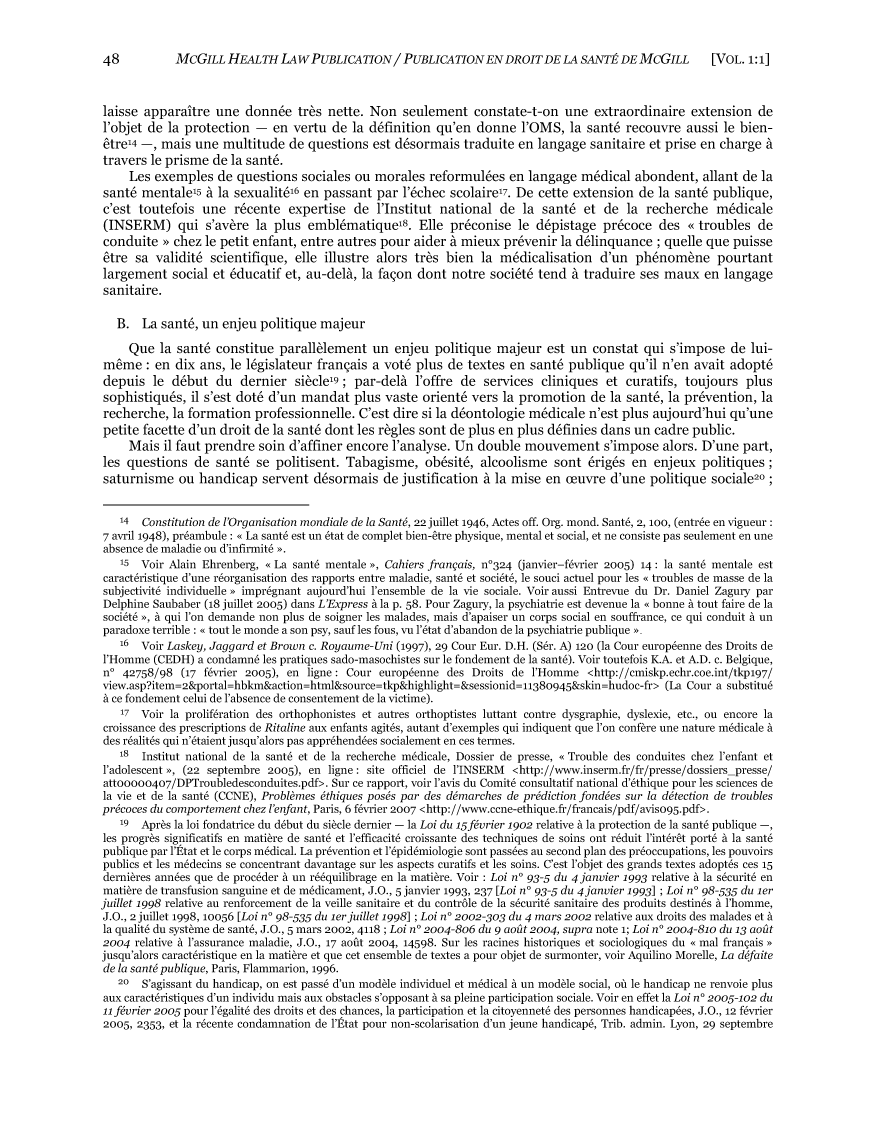 48 MCGILL HEALTH LAW PUBLICATION / PUBLICATION EN DROIT DE LA SANTÉ DE MCGILL [VOL. 1:1]
laisse apparaître une donnée très nette. Non seulement constate-t-on une extraordinaire extension de
l'objet de la protection — en vertu de la définition qu'en donne l'OMS, la santé recouvre aussi le bien-
être14 —, mais une multitude de questions est désormais traduite en langage sanitaire et prise en charge à
travers le prisme de la santé.
Les exemples de questions sociales ou morales reformulées en langage médical abondent, allant de la
santé mentale15 à la sexualité16 en passant par l'échec scolaire17. De cette extension de la santé publique,
c'est toutefois une récente expertise de l'Institut national de la santé et de la recherche médicale
(INSERM) qui s'avère la plus emblématique18. Elle préconise le dépistage précoce des « troubles de
conduite » chez le petit enfant, entre autres pour aider à mieux prévenir la délinquance ; quelle que puisse
être sa validité scientifique, elle illustre alors très bien la médicalisation d'un phénomène pourtant
largement social et éducatif et, au-delà, la façon dont notre société tend à traduire ses maux en langage
sanitaire.
B. La santé, un enjeu politique majeur
Que la santé constitue parallèlement un enjeu politique majeur est un constat qui s'impose de lui-
même : en dix ans, le législateur français a voté plus de textes en santé publique qu'il n'en avait adopté
depuis le début du dernier siècle19 ; par-delà l'offre de services cliniques et curatifs, toujours plus
sophistiqués, il s'est doté d'un mandat plus vaste orienté vers la promotion de la santé, la prévention, la
recherche, la formation professionnelle. C'est dire si la déontologie médicale n'est plus aujourd'hui qu'une
petite facette d'un droit de la santé dont les règles sont de plus en plus définies dans un cadre public.
Mais il faut prendre soin d'affiner encore l'analyse. Un double mouvement s'impose alors. D'une part,
les questions de santé se politisent. Tabagisme, obésité, alcoolisme sont érigés en enjeux politiques ;
saturnisme ou handicap servent désormais de justification à la mise en œuvre d'une politique sociale20 ;
14 Constitution de l'Organisation mondiale de la Santé, 22 juillet 1946, Actes off. Org. mond. Santé, 2, 100, (entrée en vigueur :
7 avril 1948), préambule : « La santé est un état de complet bien-être physique, mental et social, et ne consiste pas seulement en une
absence de maladie ou d'infirmité ».
15 Voir Alain Ehrenberg, « La santé mentale », Cahiers français, n°324 (janvier–février 2005) 14 : la santé mentale est
caractéristique d'une réorganisation des rapports entre maladie, santé et société, le souci actuel pour les « troubles de masse de la
subjectivité individuelle » imprégnant aujourd'hui l'ensemble de la vie sociale. Voir aussi Entrevue du Dr. Daniel Zagury par
Delphine Saubaber (18 juillet 2005) dans L'Express à la p. 58. Pour Zagury, la psychiatrie est devenue la « bonne à tout faire de la
société », à qui l'on demande non plus de soigner les malades, mais d'apaiser un corps social en souffrance, ce qui conduit à un
paradoxe terrible : « tout le monde a son psy, sauf les fous, vu l'état d'abandon de la psychiatrie publique ».
16 Voir Laskey, Jaggard et Brown c. Royaume-Uni (1997), 29 Cour Eur. D.H. (Sér. A) 120 (la Cour européenne des Droits de
l'Homme (CEDH) a condamné les pratiques sado-masochistes sur le fondement de la santé). Voir toutefois K.A. et A.D. c. Belgique,
n° 42758/98 (17 février 2005), en ligne : Cour européenne des Droits de l'Homme <http://cmiskp.echr.coe.int/tkp197/
view.asp?item=2&portal=hbkm&action=html&source=tkp&highlight=&sessionid=11380945&skin=hudoc-fr> (La Cour a substitué
à ce fondement celui de l'absence de consentement de la victime).
17 Voir la prolifération des orthophonistes et autres orthoptistes luttant contre dysgraphie, dyslexie, etc., ou encore la
croissance des prescriptions de Ritaline aux enfants agités, autant d'exemples qui indiquent que l'on confère une nature médicale à
des réalités qui n'étaient jusqu'alors pas appréhendées socialement en ces termes.
18 Institut national de la santé et de la recherche médicale, Dossier de presse, « Trouble des conduites chez l'enfant et
l'adolescent », (22 septembre 2005), en ligne : site officiel de l'INSERM <http://www.inserm.fr/fr/presse/dossiers_presse/
att00000407/DPTroubledesconduites.pdf>. Sur ce rapport, voir l'avis du Comité consultatif national d'éthique pour les sciences de
la vie et de la santé (CCNE), Problèmes éthiques posés par des démarches de prédiction fondées sur la détection de troubles
précoces du comportement chez l'enfant, Paris, 6 février 2007 <http://www.ccne-ethique.fr/francais/pdf/avis095.pdf>.
19 Après la loi fondatrice du début du siècle dernier — la Loi du 15 février 1902 relative à la protection de la santé publique —,
les progrès significatifs en matière de santé et l'efficacité croissante des techniques de soins ont réduit l'intérêt porté à la santé
publique par l'État et le corps médical. La prévention et l'épidémiologie sont passées au second plan des préoccupations, les pouvoirs
publics et les médecins se concentrant davantage sur les aspects curatifs et les soins. C'est l'objet des grands textes adoptés ces 15
dernières années que de procéder à un rééquilibrage en la matière. Voir : Loi n° 93-5 du 4 janvier 1993 relative à la sécurité en
matière de transfusion sanguine et de médicament, J.O., 5 janvier 1993, 237 [Loi n° 93-5 du 4 janvier 1993] ; Loi n° 98-535 du 1er
juillet 1998 relative au renforcement de la veille sanitaire et du contrôle de la sécurité sanitaire des produits destinés à l'homme,
J.O., 2 juillet 1998, 10056 [Loi n° 98-535 du 1er juillet 1998] ; Loi n° 2002-303 du 4 mars 2002 relative aux droits des malades et à
la qualité du système de santé, J.O., 5 mars 2002, 4118 ; Loi n° 2004-806 du 9 août 2004, supra note 1; Loi n° 2004-810 du 13 août
2004 relative à l'assurance maladie, J.O., 17 août 2004, 14598. Sur les racines historiques et sociologiques du « mal français »
jusqu'alors caractéristique en la matière et que cet ensemble de textes a pour objet de surmonter, voir Aquilino Morelle, La défaite
de la santé publique, Paris, Flammarion, 1996.
20 S'agissant du handicap, on est passé d'un modèle individuel et médical à un modèle social, où le handicap ne renvoie plus
aux caractéristiques d'un individu mais aux obstacles s'opposant à sa pleine participation sociale. Voir en effet la Loi n° 2005-102 du
11 février 2005 pour l'égalité des droits et des chances, la participation et la citoyenneté des personnes handicapées, J.O., 12 février
2005, 2353, et la récente condamnation de l'État pour non-scolarisation d'un jeune handicapé, Trib. admin. Lyon, 29 septembre